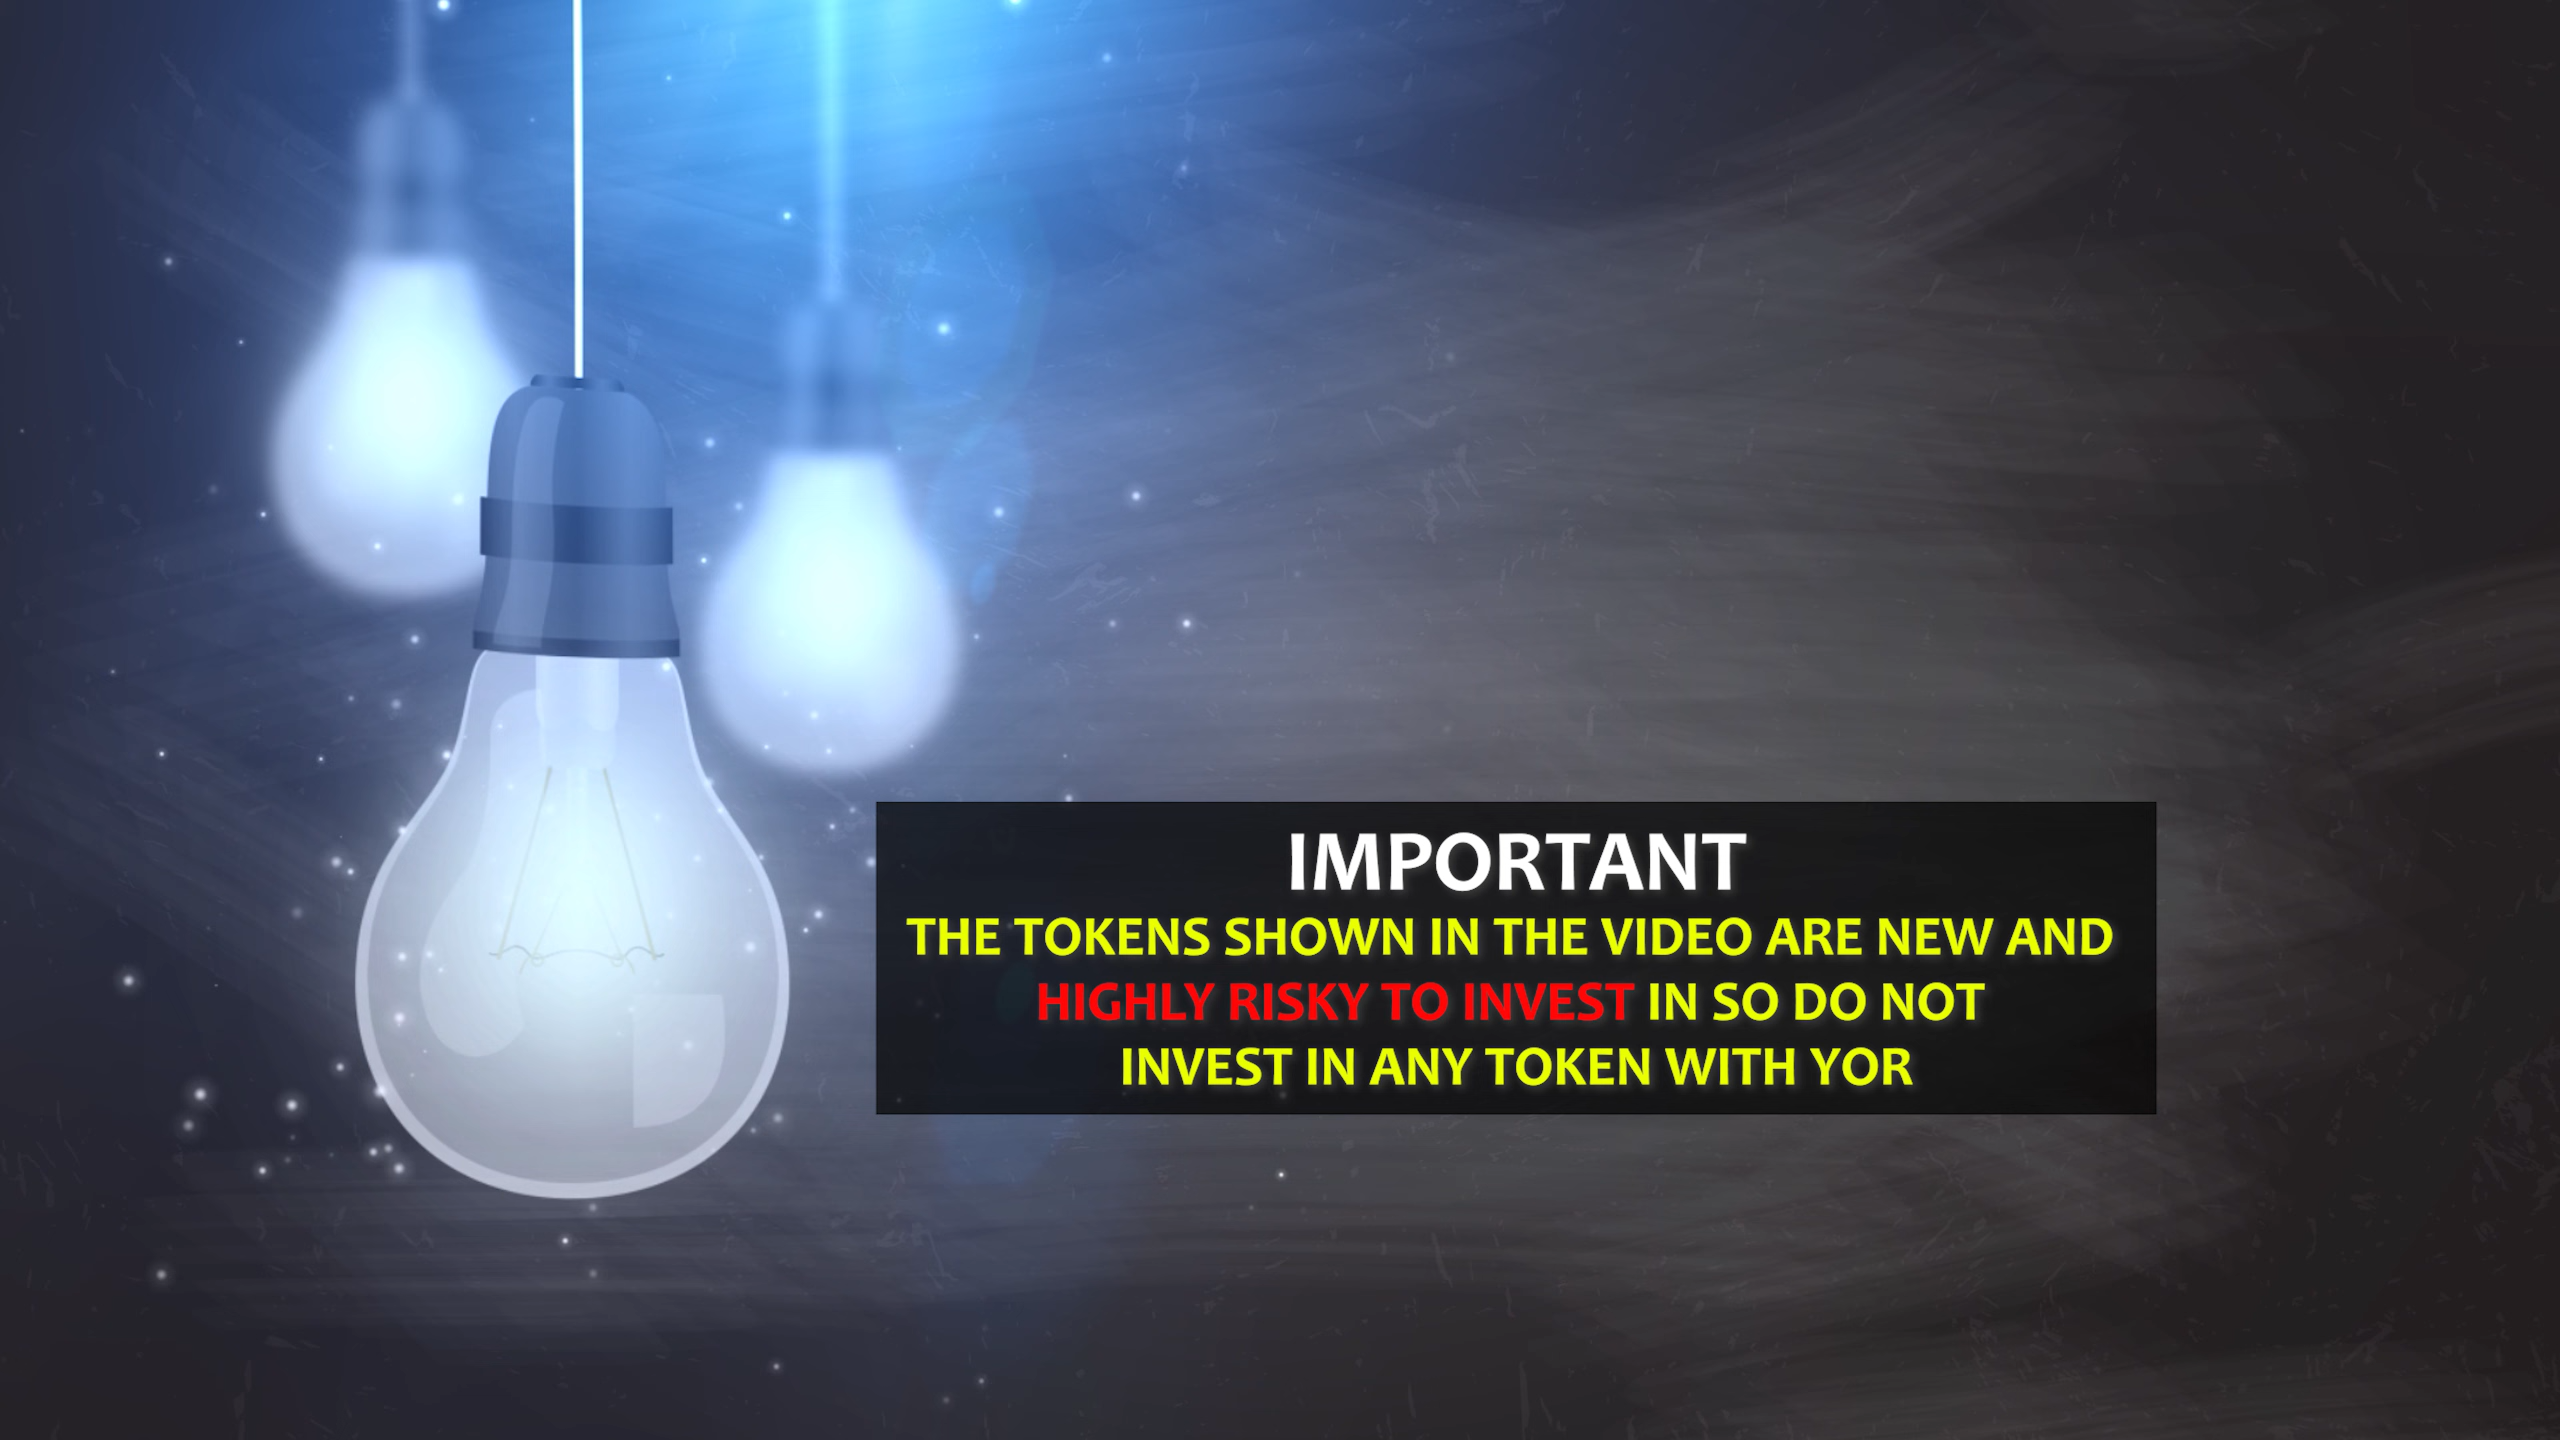 IMPORTANT
THE TOKENS SHOWN IN THE VIDEO ARE NEW AND
HIGHLY RISKY TO INVEST IN SO DO NOT
INVEST IN ANY TOKEN WITH YOR